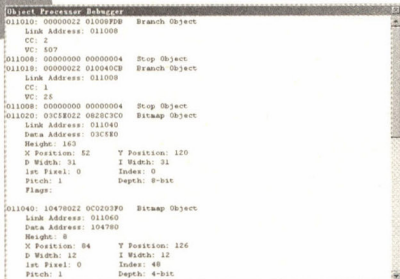 Object Processor Debugger
011010: 00000022 01008FDB Branch Object
Link Address: 011008
CC: 2
VC: 507
011008: 00000000 00000004 Stop Object
011018: 00000022 010040CB Branch Object
Link Address: 011008
CC: 1
VC: 25
011008: 00000000 00000004 Stop Object
011020: 03C5E022 0828C3C0 Bitmap Object
Link Address: 011040
Data Address: 03C5E0
Height: 163
X Position: 52 Y Position: 120
D Width: 31 I Width: 31
1st Pixel: 0 Index: 0
Pitch: 1 Depth: 8-bit
Flags:
011040: 10478022 0C0203F0 Bitmap Object
Link Address: 011060
Data Address: 104780
Height: 8
X Position: 84 Y Position: 126
D Width: 12 I Width: 12
1st Pixel: 0 Index: 48
Pitch: 1 Depth: 4-bit